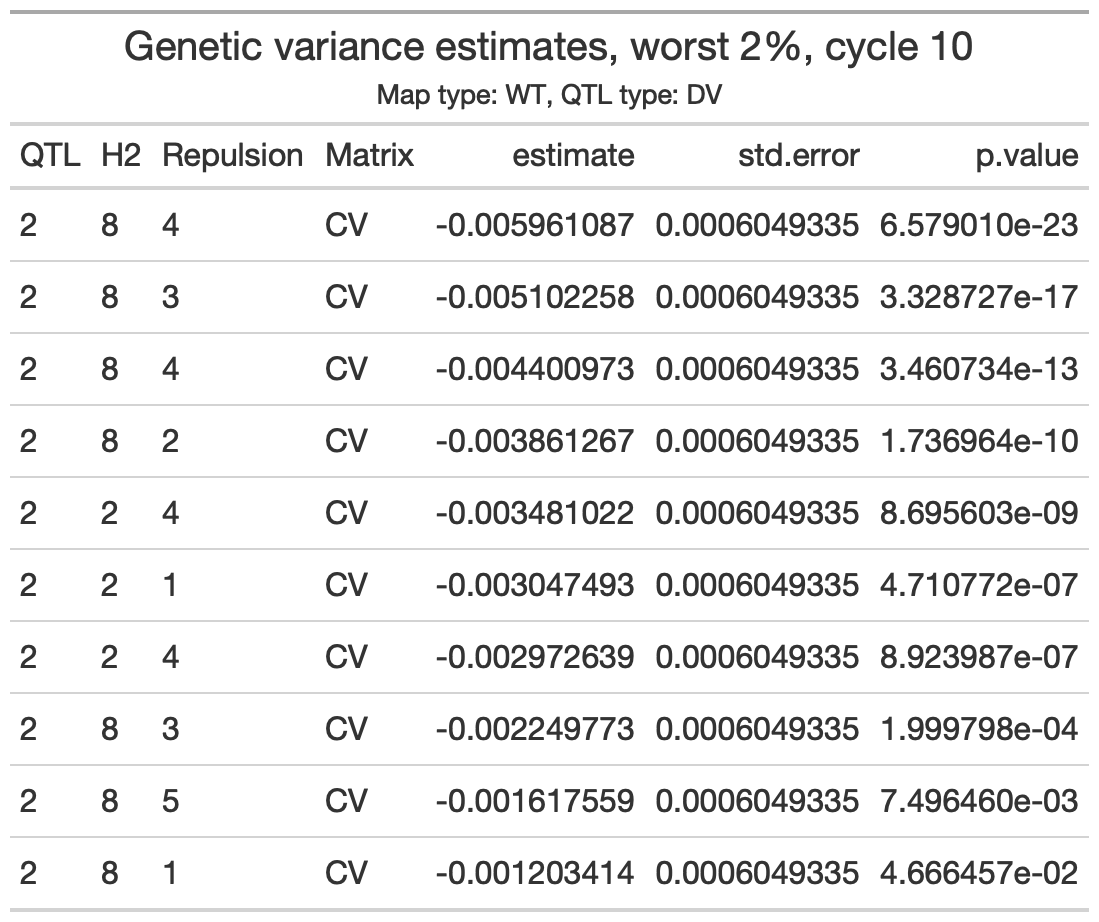 Genetic variance estimates, worst 2%, cycle 10
Map type: WT, QTL type: DV
QTL H2 Repulsion Matrix estimate std.error p.value
2 8 4 CV -0.005961087 0.0006049335 6.579010e-23
2 8 3 CV -0.005102258 0.0006049335 3.328727e-17
2 8 4 CV -0.004400973 0.0006049335 3.460734e-13
2 8 2 CV -0.003861267 0.0006049335 1.736964e-10
2 2 4 CV -0.003481022 0.0006049335 8.695603e-09
2 2 1 CV -0.003047493 0.0006049335 4.710772e-07
2 2 4 CV -0.002972639 0.0006049335 8.923987e-07
2 8 3 CV -0.002249773 0.0006049335 1.999798e-04
2 8 5 CV -0.001617559 0.0006049335 7.496460e-03
2 8 1 CV -0.001203414 0.0006049335 4.666457e-02